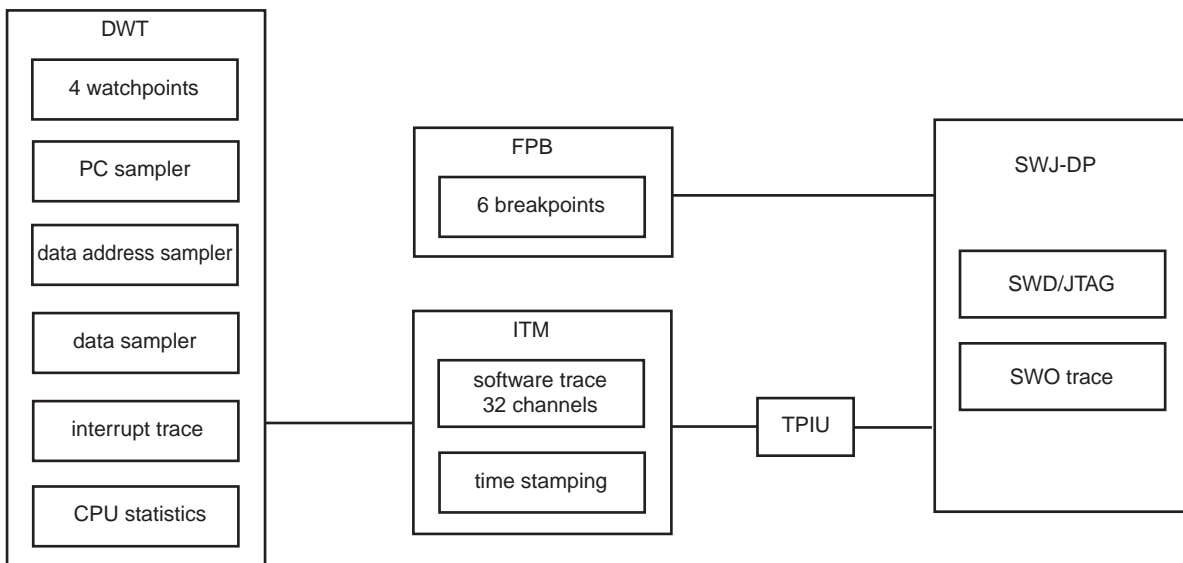 DWT
4 watchpoints
PC sampler
data address sampler
data sampler
interrupt trace
CPU statistics
FPB
6 breakpoints
ITM
software trace
32 channels
time stamping
TPIU
SWJ-DP
SWD/JTAG
SWO trace